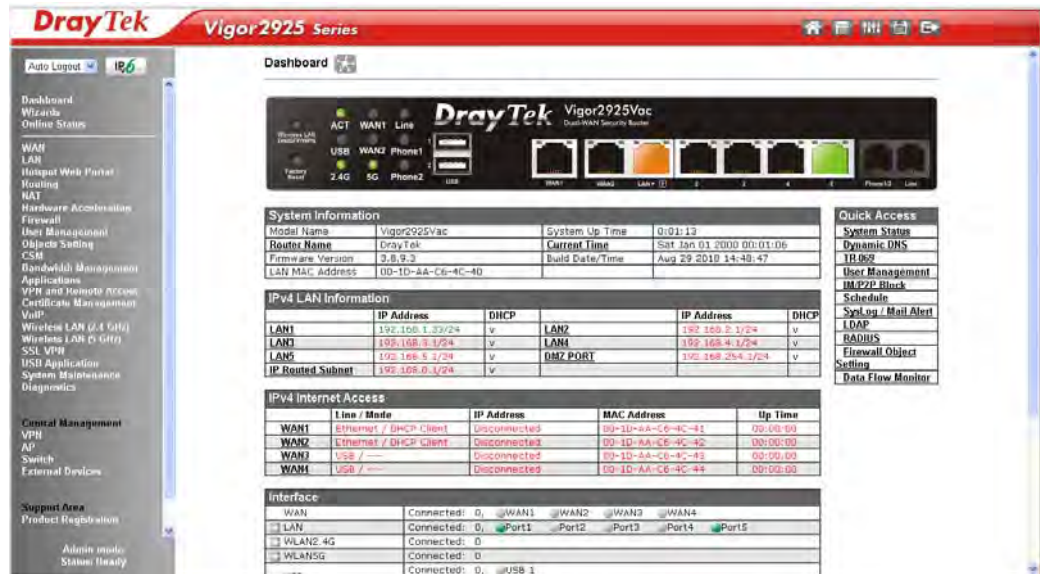 DrayTek
Vigor2925 Series
Auto Logout IPv6
Dashboard
Dashboard
Wizards
Online Status
WAN
LAN
Hotspot Web Portal
Routing
NAT
Hardware Acceleration
Firewall
User Management
Objects Setting
CSM
Bandwidth Management
Applications
VPN and Remote Access
Certificate Management
VoIP
Wireless LAN (2.4 GHz)
Wireless LAN (5 GHz)
SSL VPN
USB Application
System Maintenance
Diagnostics
Central Management
VPN
AP
Switch
External Devices
Support Area
Product Registration
Admin mode
Status: Ready
DrayTek Vigor2925Vac
Dual-WAN Security Router
ACT WAN1 Line
USB WAN2 Phone1
2.4G 5G Phone2
Factory Reset
1
2
USB
WAN1 WAN2 LAN 3 4 5 Phone1/2 Line
System Information
Model Name Vigor2925Vac System Up Time 0:01:13
Router Name DrayTek Current Time Sat Jan 01 2000 00:01:06
Firmware Version 3.8.9.3 Build Date/Time Aug 29 2018 14:48:47
LAN MAC Address 00-1D-AA-C6-4C-40
IPv4 LAN Information
IP Address DHCP IP Address DHCP
LAN1 192.168.1.33/24 v LAN2 192.168.2.1/24 v
LAN3 192.168.3.1/24 v LAN4 192.168.4.1/24 v
LAN5 192.168.5.1/24 v DMZ PORT 192.168.254.1/24 v
IP Routed Subnet 192.168.0.1/24 v
IPv4 Internet Access
Line / Mode IP Address MAC Address Up Time
WAN1 Ethernet / DHCP Client Disconnected 00-1D-AA-C6-4C-41 00:00:00
WAN2 Ethernet / DHCP Client Disconnected 00-1D-AA-C6-4C-42 00:00:00
WAN3 USB / --- Disconnected 00-1D-AA-C6-4C-43 00:00:00
WAN4 USB / --- Disconnected 00-1D-AA-C6-4C-44 00:00:00
Interface
WAN Connected: 0, WAN1 WAN2 WAN3 WAN4
LAN Connected: 0, Port1 Port2 Port3 Port4 Port5
WLAN2.4G Connected: 0
WLAN5G Connected: 0
Connected: 0, USB 1
Quick Access
System Status
Dynamic DNS
TR-069
User Management
IM/P2P Block
Schedule
SysLog / Mail Alert
LDAP
RADIUS
Firewall Object
Setting
Data Flow Monitor